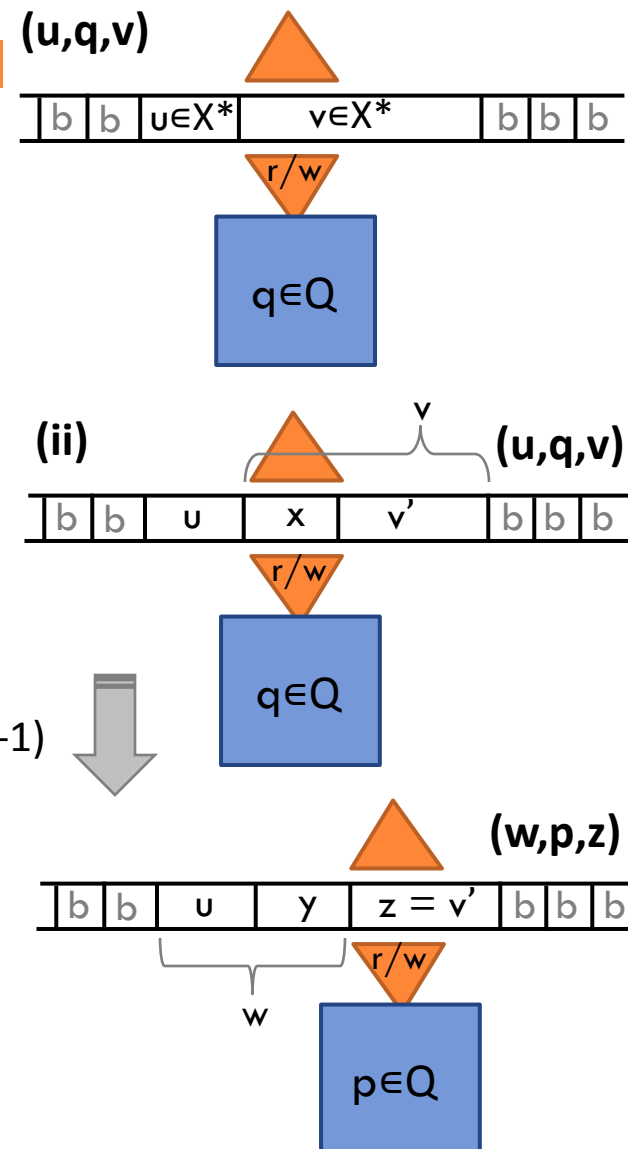 (u,q,v)
b b u∈X* v∈X* b b b
r/w
q∈Q
v
(ii) (u,q,v)
b b u x v’ b b b
r/w
q∈Q
-1)
(w,p,z)
b b u y z = v’ b b b
r/w
w
p∈Q